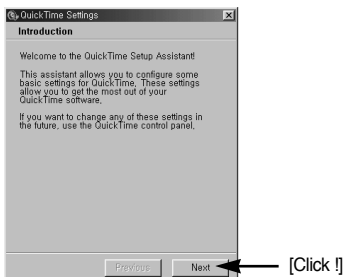 QuickTime Settings
Introduction
Welcome to the QuickTime Setup Assistant!
This assistant allows you to configure some
basic settings for QuickTime, These settings
allow you to get the most out of your
QuickTime software,
If you want to change any of these settings in
the future, use the QuickTime control panel,
Previous
Next
[Click !]